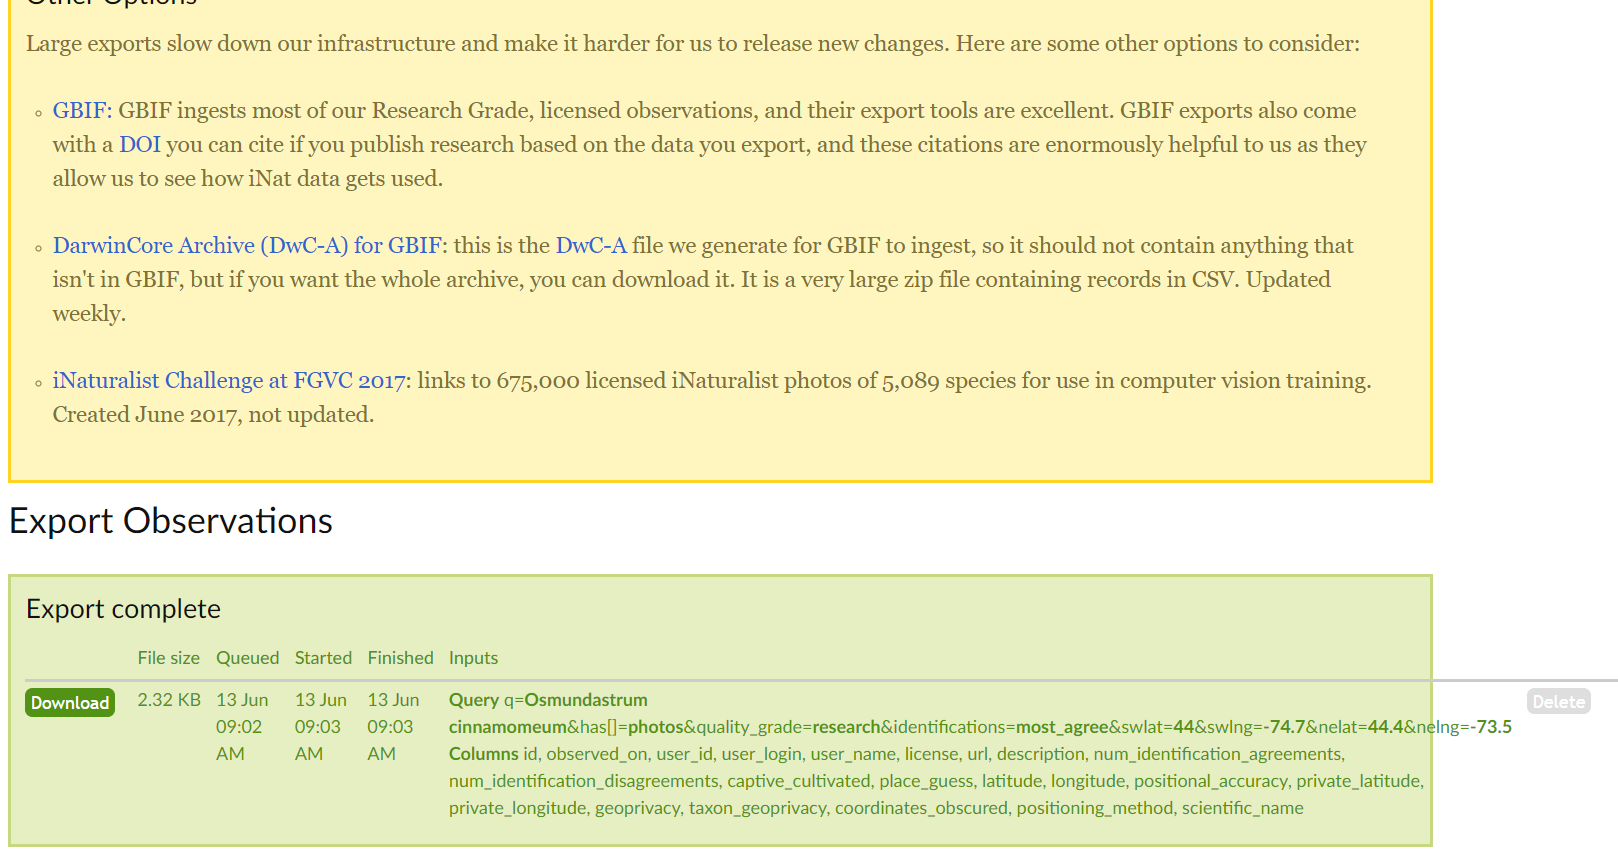 Other Options
Large exports slow down our infrastructure and make it harder for us to release new changes. Here are some other options to consider:
GBIF: GBIF ingests most of our Research Grade, licensed observations, and their export tools are excellent. GBIF exports also come
with a DOI you can cite if you publish research based on the data you export, and these citations are enormously helpful to us as they
allow us to see how iNat data gets used.
DarwinCore Archive (DwC-A) for GBIF: this is the DwC-A file we generate for GBIF to ingest, so it should not contain anything that
isn't in GBIF, but if you want the whole archive, you can download it. It is a very large zip file containing records in CSV. Updated
weekly.
iNaturalist Challenge at FGVC 2017: links to 675,000 licensed iNaturalist photos of 5,089 species for use in computer vision training.
Created June 2017, not updated.
Export Observations
Export complete
File size Queued Started Finished Inputs
Download 2.32 KB 13 Jun 13 Jun 13 Jun Query q=Osmundastrum Delete
09:02 09:03 09:03 cinnamomeum&has[]=photos&quality_grade=research&identifications=most_agree&swlat=44&swlng=-74.7&nelat=44.4&nelng=-73.5
AM AM AM Columns id, observed_on, user_id, user_login, user_name, license, url, description, num_identification_agreements,
num_identification_disagreements, captive_cultivated, place_guess, latitude, longitude, positional_accuracy, private_latitude,
private_longitude, geoprivacy, taxon_geoprivacy, coordinates_obscured, positioning_method, scientific_name